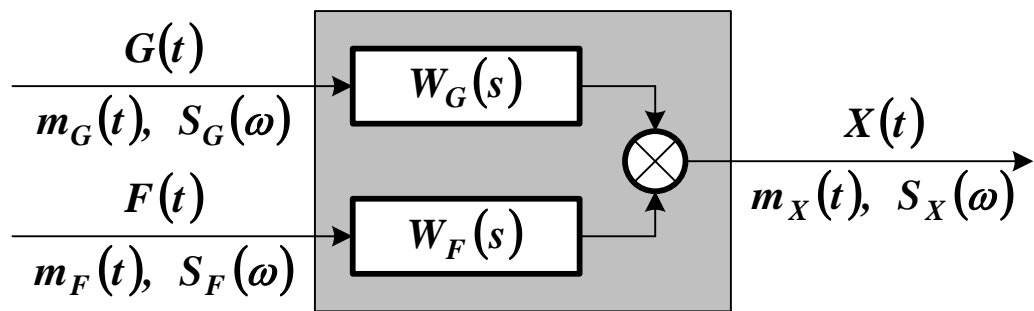 G(t)
m_G(t), S_G(ω)
W_G(s)
X(t)
m_X(t), S_X(ω)
F(t)
m_F(t), S_F(ω)
W_F(s)